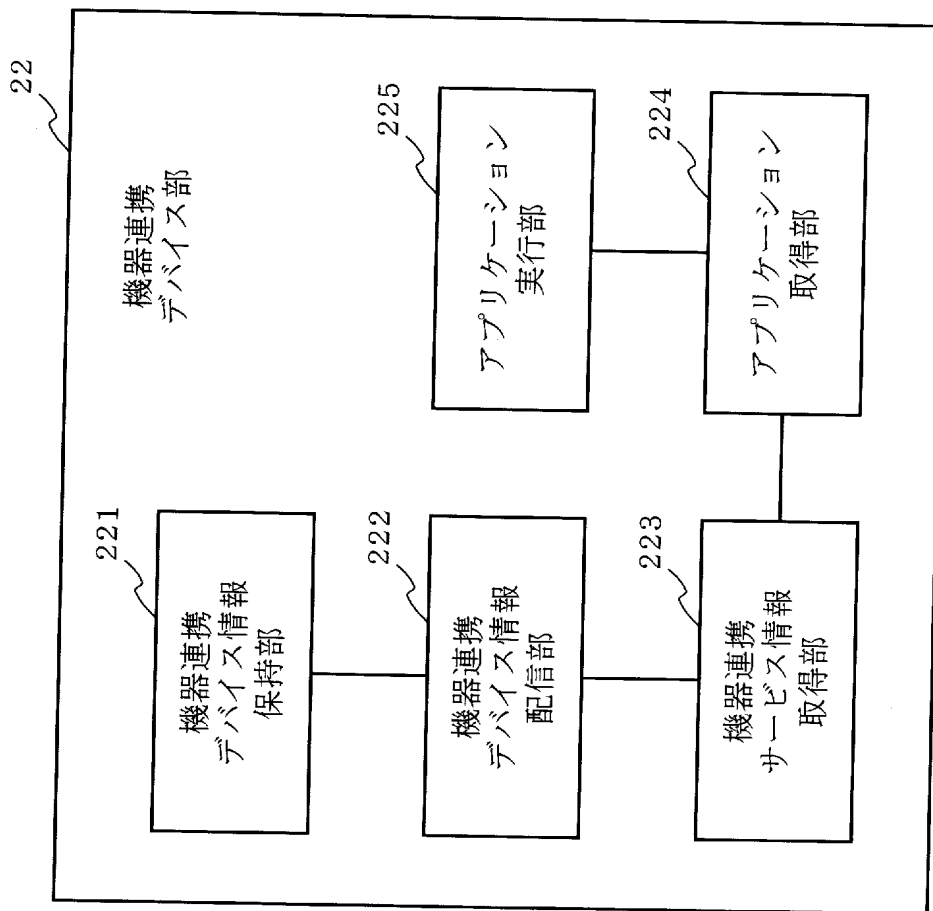 22
機器連携
デバイス部
221
機器連携
デバイス情報
保持部
222
機器連携
デバイス情報
配信部
223
機器連携
サービス情報
取得部
225
アプリケーション
実行部
224
アプリケーション
取得部